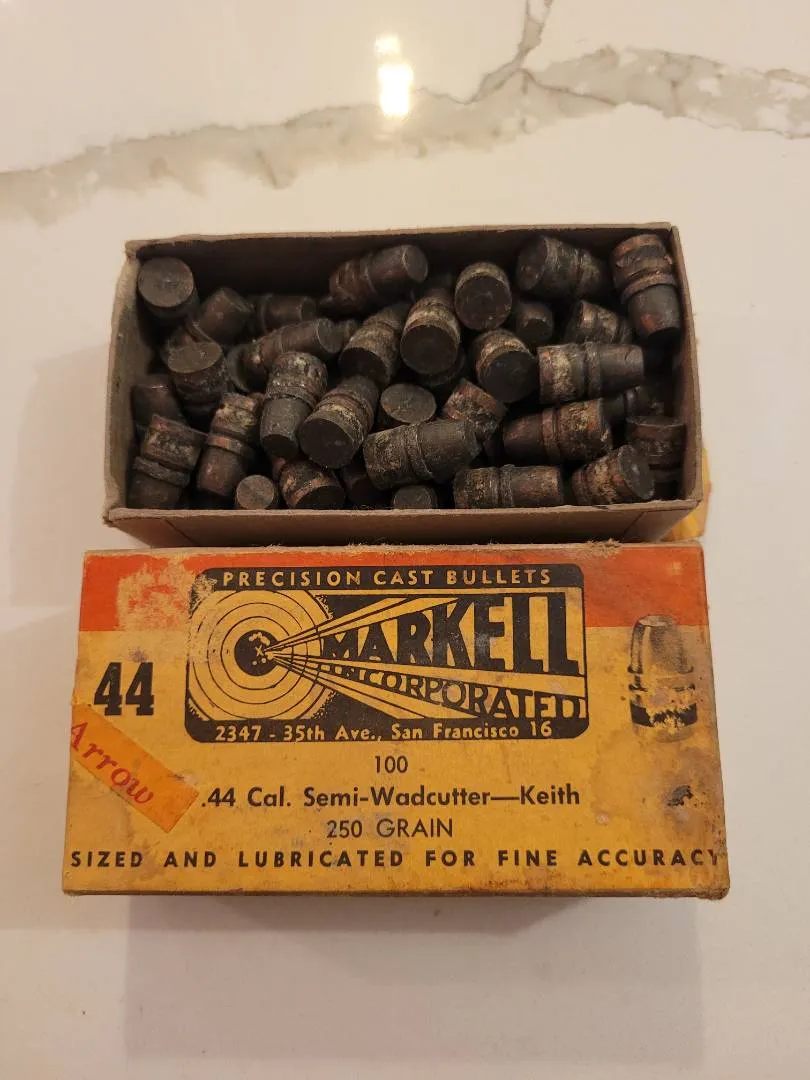 PRECISION CAST BULLETS
MARKELL
INCORPORATED
2347 - 35th Ave., San Francisco 16
.44
Arrow
100
.44 Cal. Semi-Wadcutter—Keith
250 GRAIN
SIZED AND LUBRICATED FOR FINE ACCURACY